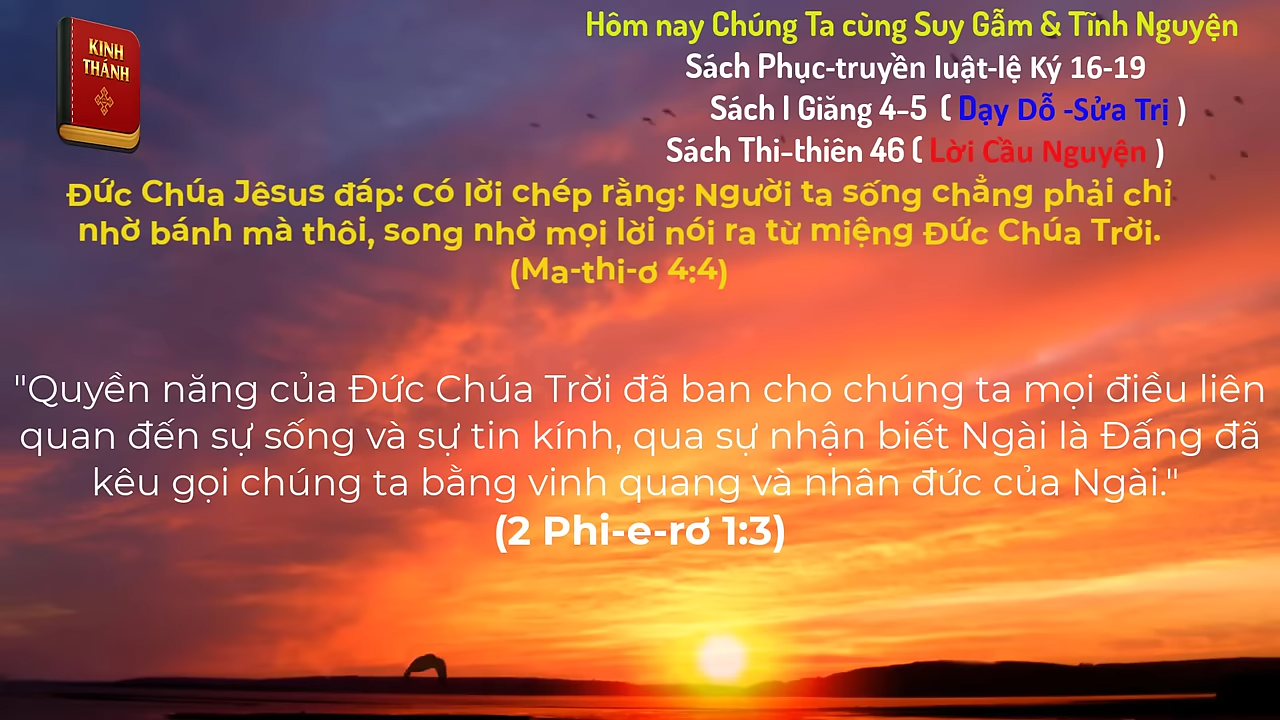 KINH
THÁNH
Hôm nay Chúng Ta cùng Suy Gẫm & Tĩnh Nguyện
Sách Phục-truyền luật-lệ Ký 16-19
Sách I Giăng 4-5 ( Dạy Dỗ -Sửa Trị )
Sách Thi-thiên 46 ( Lời Cầu Nguyện )
Đức Chúa Jêsus đáp: Có lời chép rằng: Người ta sống chẳng phải chỉ
nhờ bánh mà thôi, song nhờ mọi lời nói ra từ miệng Đức Chúa Trời.
(Ma-thi-ơ 4:4)
"Quyền năng của Đức Chúa Trời đã ban cho chúng ta mọi điều liên
quan đến sự sống và sự tin kính, qua sự nhận biết Ngài là Đấng đã
kêu gọi chúng ta bằng vinh quang và nhân đức của Ngài."
(2 Phi-e-rơ 1:3)